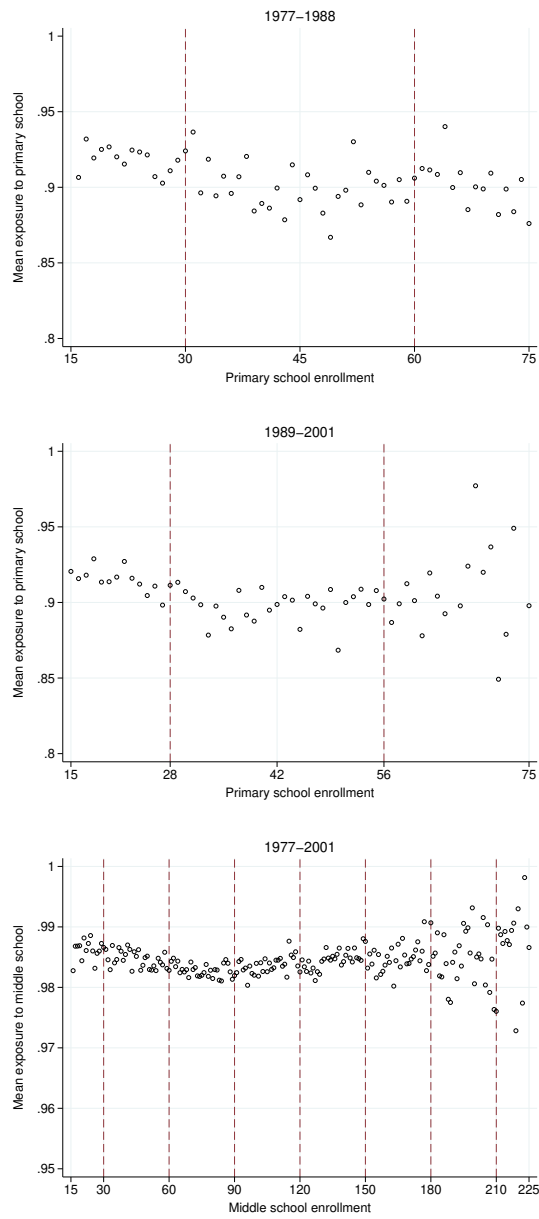 1977−1988
1
.95
.9
.85
.8
Mean exposure to primary school
15 30 45 60 75
Primary school enrollment
1989−2001
1
.95
.9
.85
.8
Mean exposure to primary school
15 28 42 56 75
Primary school enrollment
1977−2001
1
.99
.98
.97
.96
.95
Mean exposure to middle school
15 30 60 90 120 150 180 210 225
Middle school enrollment